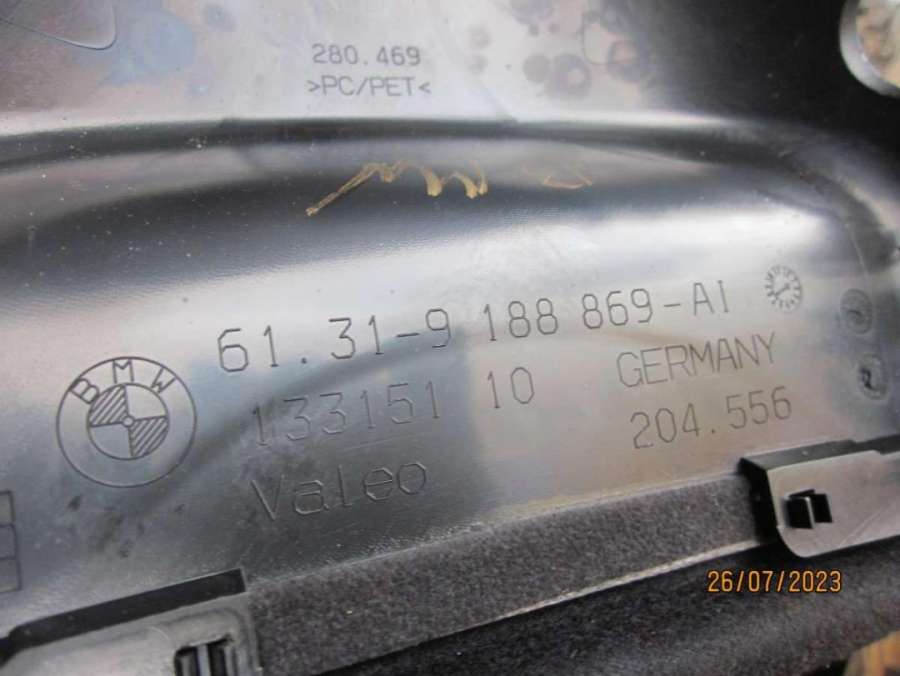 280.469
>PC/PET<
61.31-9 188 869-AI
BMW
133151 10 GERMANY
204.556
Valeo
26/07/2023